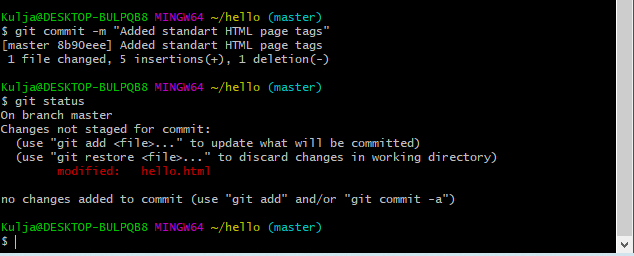 Kulja@DESKTOP-BULPQB8 MINGW64 ~/hello (master)
$ git commit -m "Added standart HTML page tags"
[master 8b90eee] Added standart HTML page tags
 1 file changed, 5 insertions(+), 1 deletion(-)
Kulja@DESKTOP-BULPQB8 MINGW64 ~/hello (master)
$ git status
On branch master
Changes not staged for commit:
  (use "git add <file>..." to update what will be committed)
  (use "git restore <file>..." to discard changes in working directory)
        modified:   hello.html
no changes added to commit (use "git add" and/or "git commit -a")
Kulja@DESKTOP-BULPQB8 MINGW64 ~/hello (master)
$